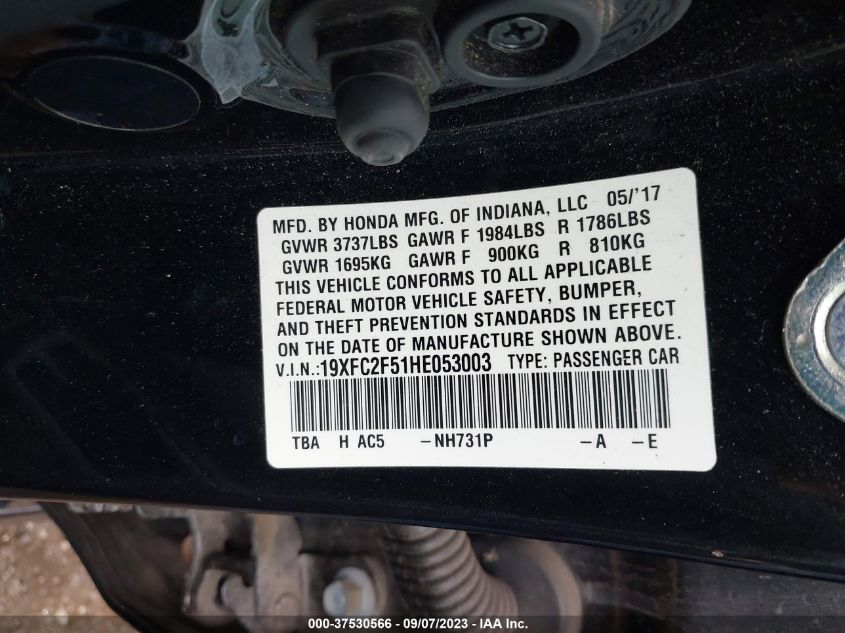 MFD. BY HONDA MFG. OF INDIANA, LLC 05/'17
GVWR 3737LBS GAWR F 1984LBS R 1786LBS
GVWR 1695KG GAWR F 900KG R 810KG
THIS VEHICLE CONFORMS TO ALL APPLICABLE
FEDERAL MOTOR VEHICLE SAFETY, BUMPER,
AND THEFT PREVENTION STANDARDS IN EFFECT
ON THE DATE OF MANUFACTURE SHOWN ABOVE.
V.I.N.:19XFC2F51HE053003 TYPE: PASSENGER CAR
TBA H AC5 -NH731P -A -E
000-37530566 - 09/07/2023 - IAA Inc.